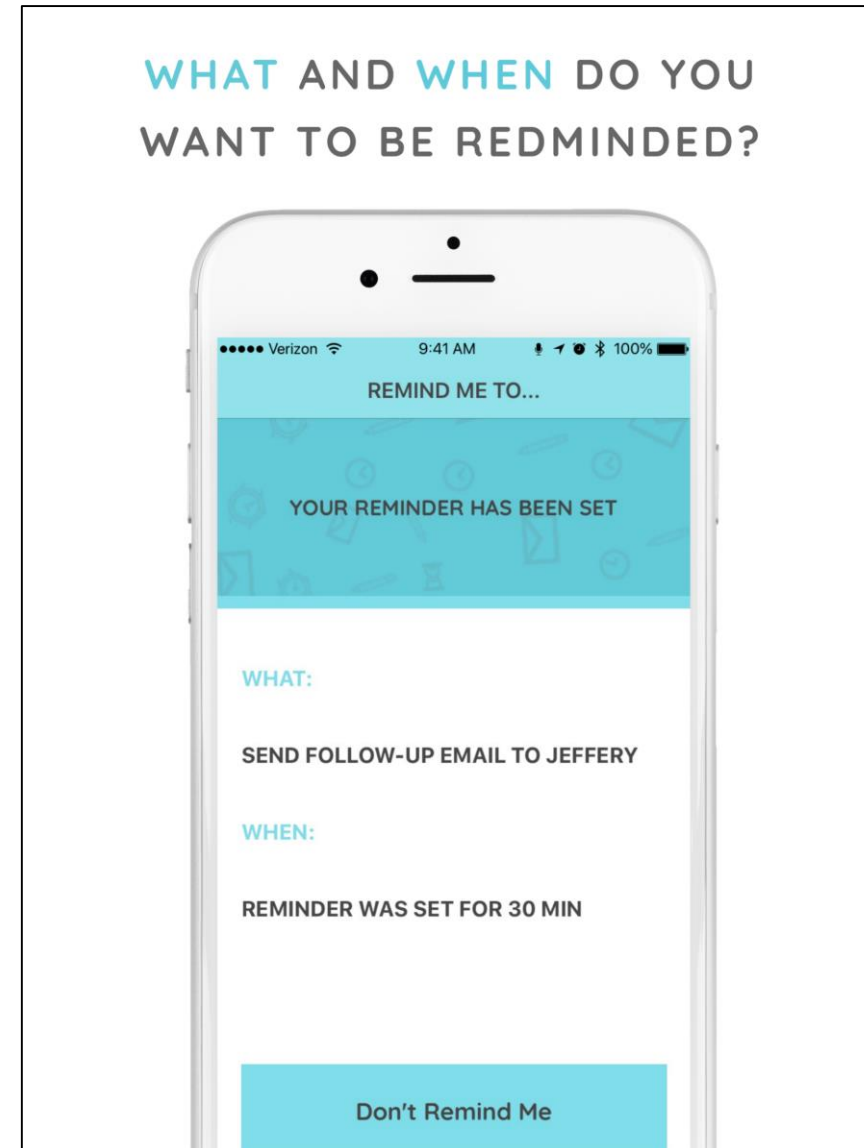 WHAT AND WHEN DO YOU
WANT TO BE REDMINDED?
●●●●● Verizon 9:41 AM 100%
REMIND ME TO...
YOUR REMINDER HAS BEEN SET
WHAT:
SEND FOLLOW-UP EMAIL TO JEFFERY
WHEN:
REMINDER WAS SET FOR 30 MIN
Don't Remind Me